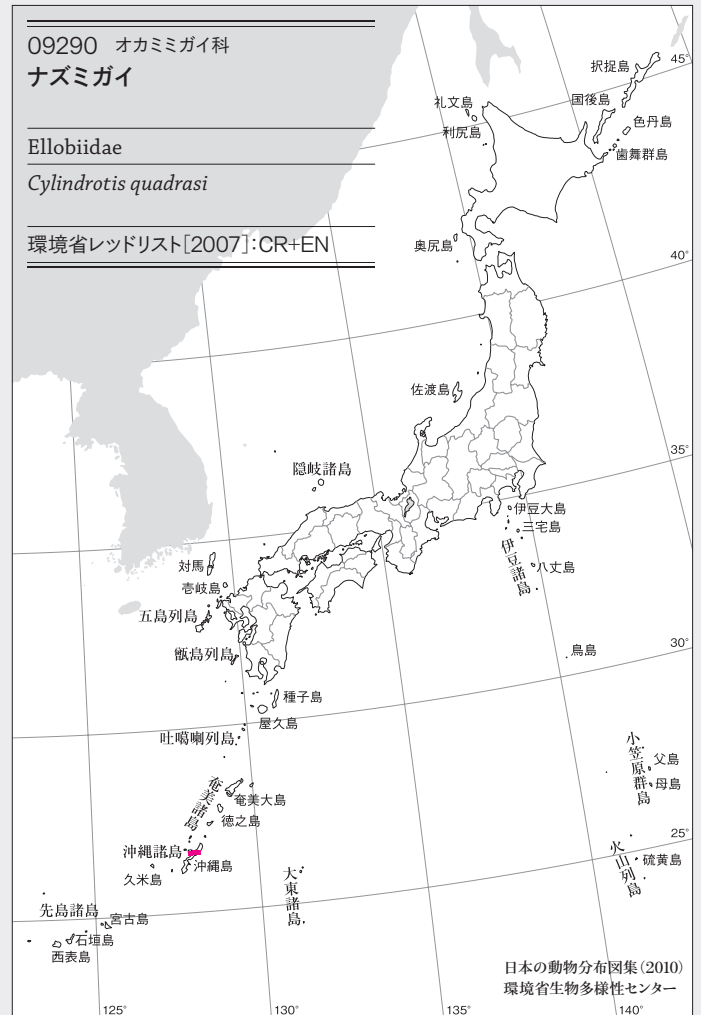 09290 オカミミガイ科
ナズミガイ
Ellobiidae
Cylindrotis quadrasi
環境省レッドリスト[2007]:CR+EN
択捉島
45°
礼文島
国後島
利尻島
色丹島
歯舞群島
奥尻島
40°
佐渡島
35°
隠岐諸島
伊豆大島
三宅島
伊豆諸島
八丈島
対馬
壱岐島
五島列島
甑島列島
鳥島
30°
種子島
屋久島
吐噶喇列島
小笠原群島
父島
母島
奄美諸島
奄美大島
徳之島
沖縄諸島
沖縄島
久米島
25°
火山列島
硫黄島
大東諸島
先島諸島
宮古島
石垣島
西表島
日本の動物分布図集(2010)
環境省生物多様性センター
125°
130°
135°
140°